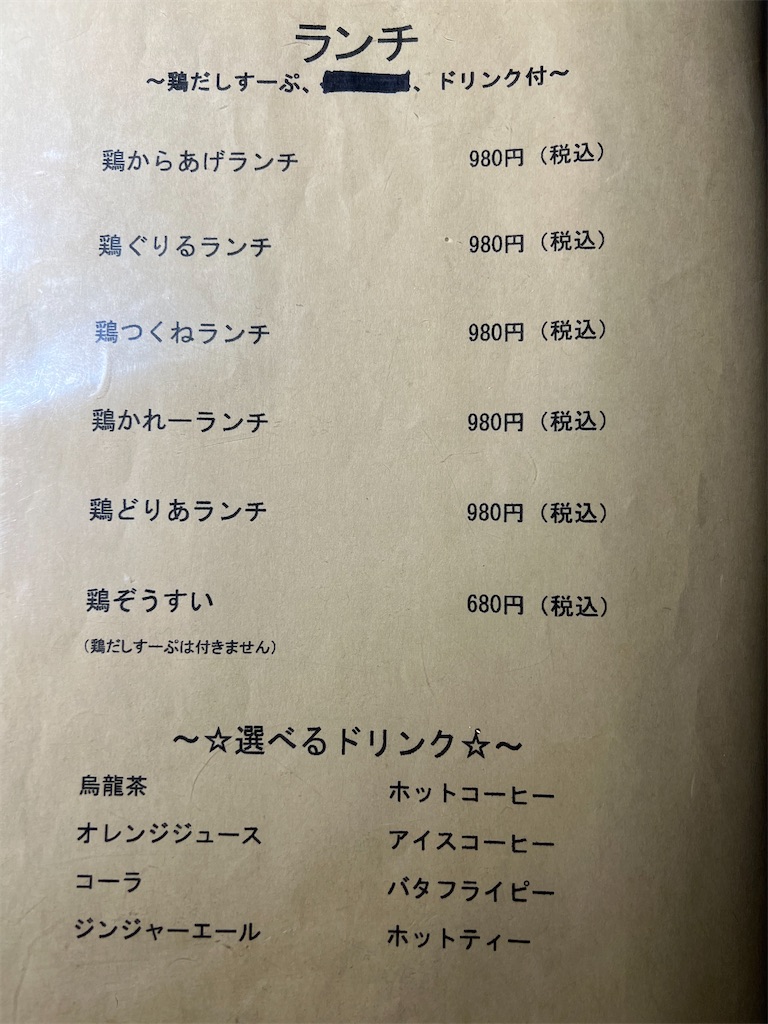 ランチ
～鶏だしすーぷ、、ドリンク付～
鶏からあげランチ 980円（税込）
鶏ぐりるランチ 980円（税込）
鶏つくねランチ 980円（税込）
鶏かれーランチ 980円（税込）
鶏どりあランチ 980円（税込）
鶏ぞうすい 680円（税込）
（鶏だしすーぷは付きません）
～☆選べるドリンク☆～
烏龍茶 ホットコーヒー
オレンジジュース アイスコーヒー
コーラ バタフライピー
ジンジャーエール ホットティー